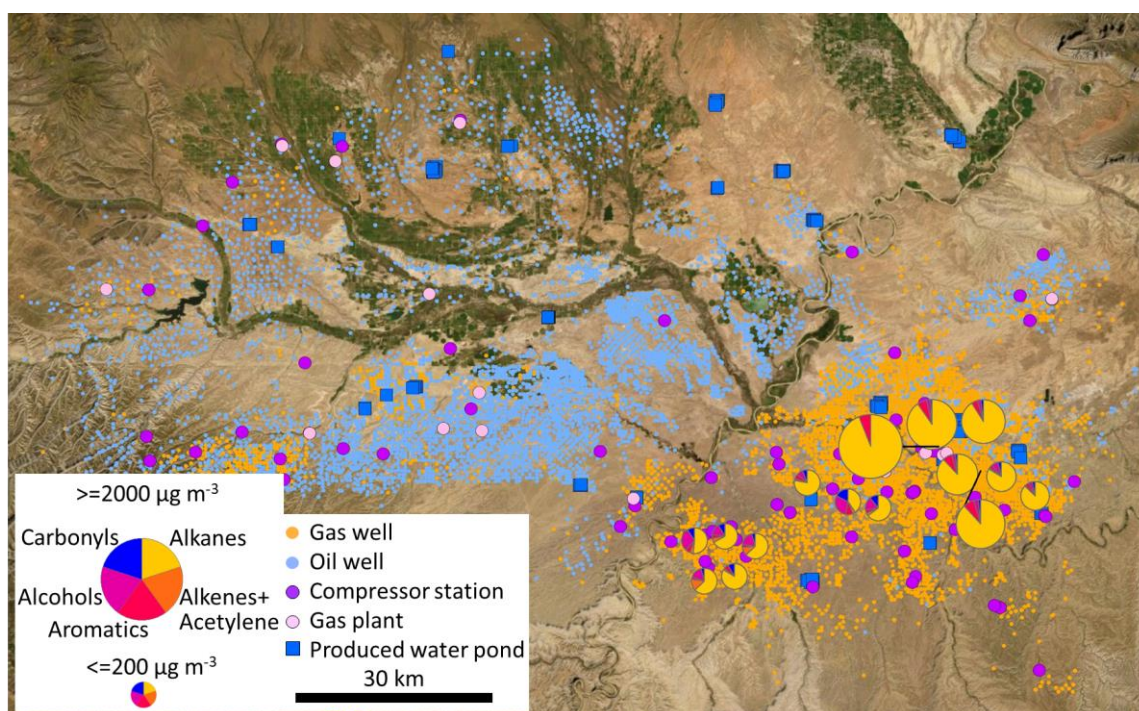 >=2000 µg m⁻³
Carbonyls
Alkanes
Alcohols
Alkenes+
Acetylene
Aromatics
<=200 µg m⁻³
Gas well
Oil well
Compressor station
Gas plant
Produced water pond
30 km